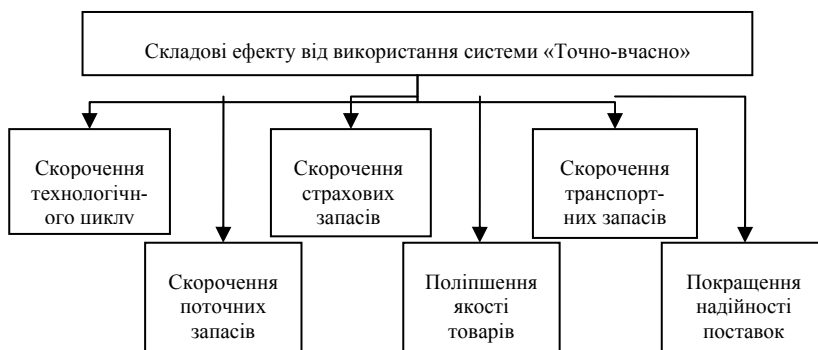 Складові ефекту від використання системи «Точно-вчасно»
Скорочення
технологічн-
ого циклу
Скорочення
страхових
запасів
Скорочення
транспорт-
них запасів
Скорочення
поточних
запасів
Поліпшення
якості
товарів
Покращення
надійності
поставок